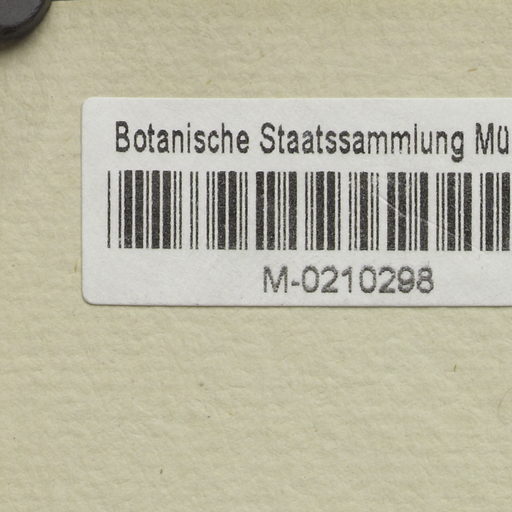 Botanische Staatssammlung Mü
M-0210298